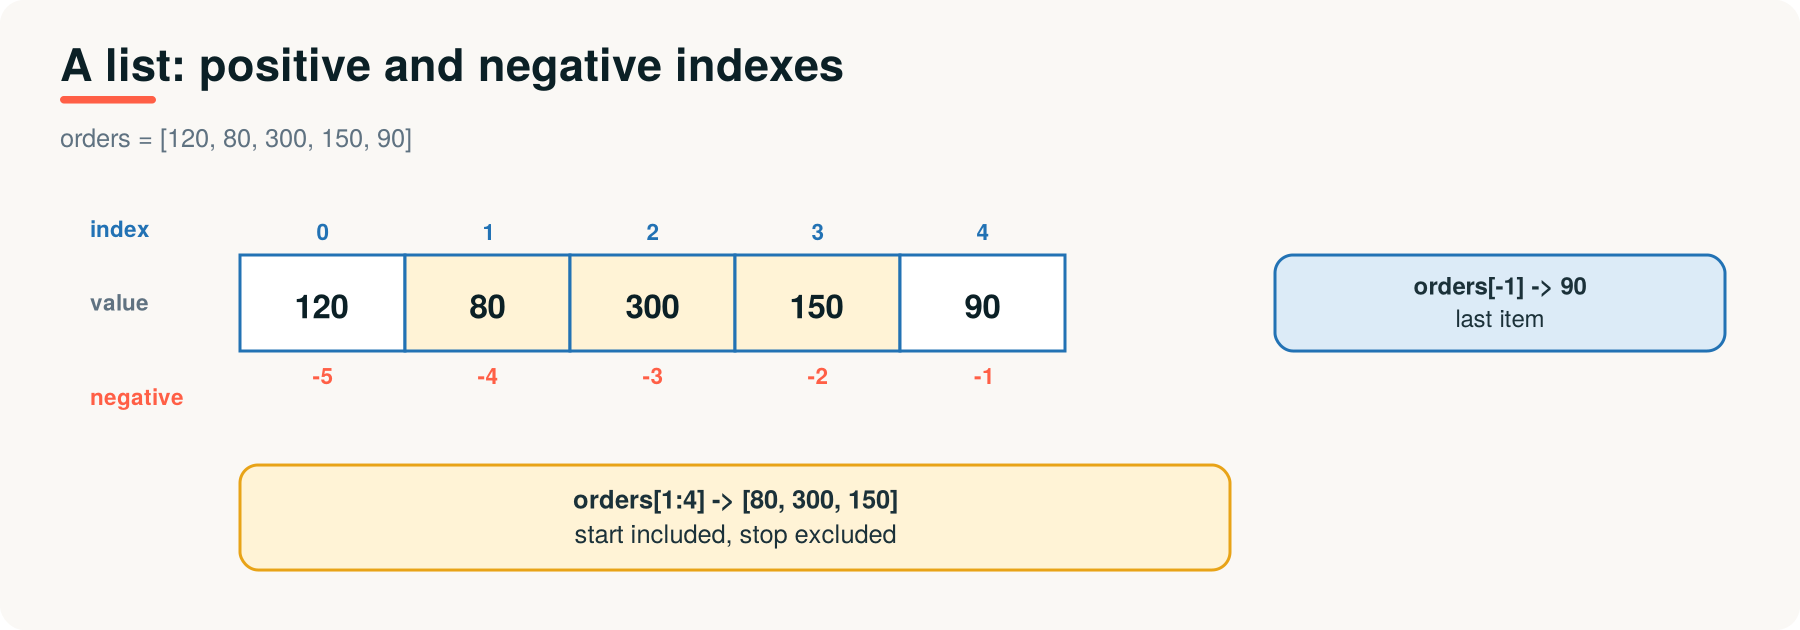 A list: positive and negative indexes
orders = [120, 80, 300, 150, 90]
index 0 1 2 3 4
value 120 80 300 150 90
negative -5 -4 -3 -2 -1
orders[-1] -> 90
last item
orders[1:4] -> [80, 300, 150]
start included, stop excluded